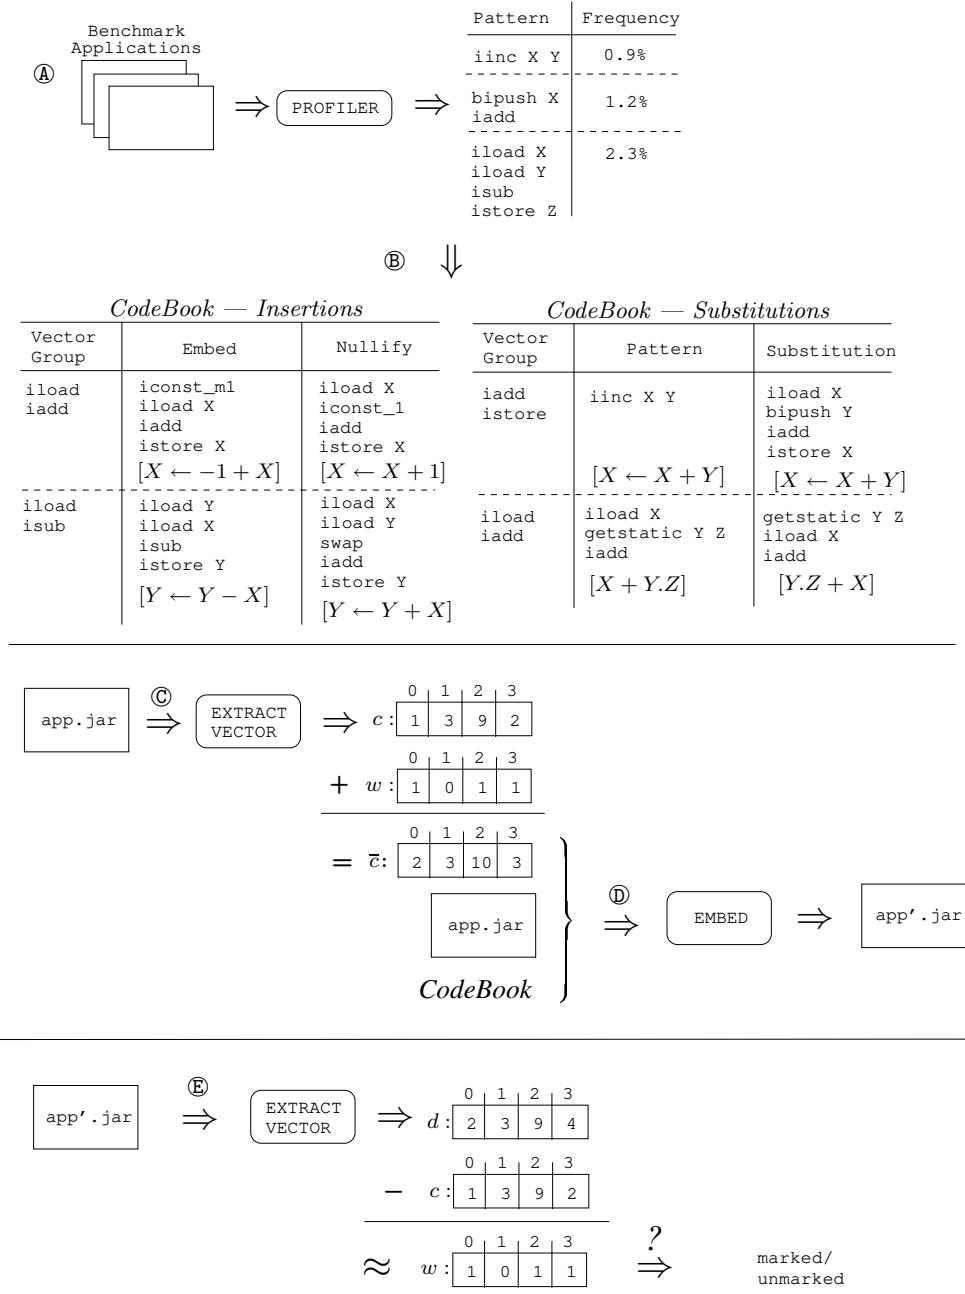 Benchmark
Applications
Ⓐ
⇒ PROFILER ⇒
Pattern Frequency
iinc X Y 0.9%
bipush X 1.2%
iadd
iload X 2.3%
iload Y
isub
istore Z
Ⓑ ⇓
CodeBook — Insertions
Vector Group Embed Nullify
iload iconst_m1 iload X
iadd iload X iconst_1
iadd iadd
istore X istore X
[X ← −1 + X] [X ← X + 1]
iload iload Y iload X
isub iload X iload Y
isub swap
istore Y iadd
[Y ← Y − X] istore Y
[Y ← Y + X]
CodeBook — Substitutions
Vector Group Pattern Substitution
iadd iinc X Y iload X
istore bipush Y
iadd
istore X
[X ← X + Y] [X ← X + Y]
iload iload X getstatic Y Z
iadd getstatic Y Z iload X
iadd iadd
[X + Y.Z] [Y.Z + X]
app.jar Ⓒ ⇒ EXTRACT VECTOR ⇒
0 1 2 3
c: 1 3 9 2
0 1 2 3
+ w: 1 0 1 1
0 1 2 3
= c̅: 2 3 10 3
app.jar
CodeBook
Ⓓ ⇒ EMBED ⇒ app'.jar
app'.jar Ⓔ ⇒ EXTRACT VECTOR ⇒
0 1 2 3
d: 2 3 9 4
0 1 2 3
− c: 1 3 9 2
0 1 2 3
≈ w: 1 0 1 1
? ⇒
marked/
unmarked